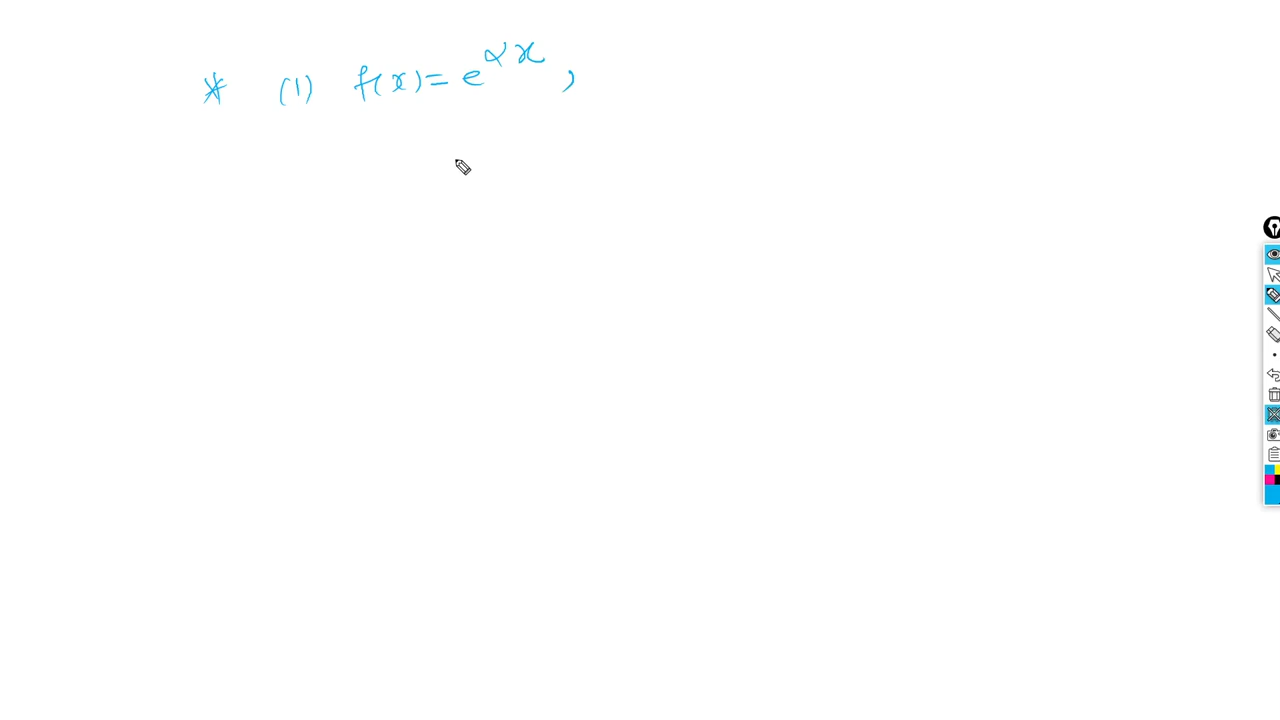 * (1) f(x) = e^{αx},